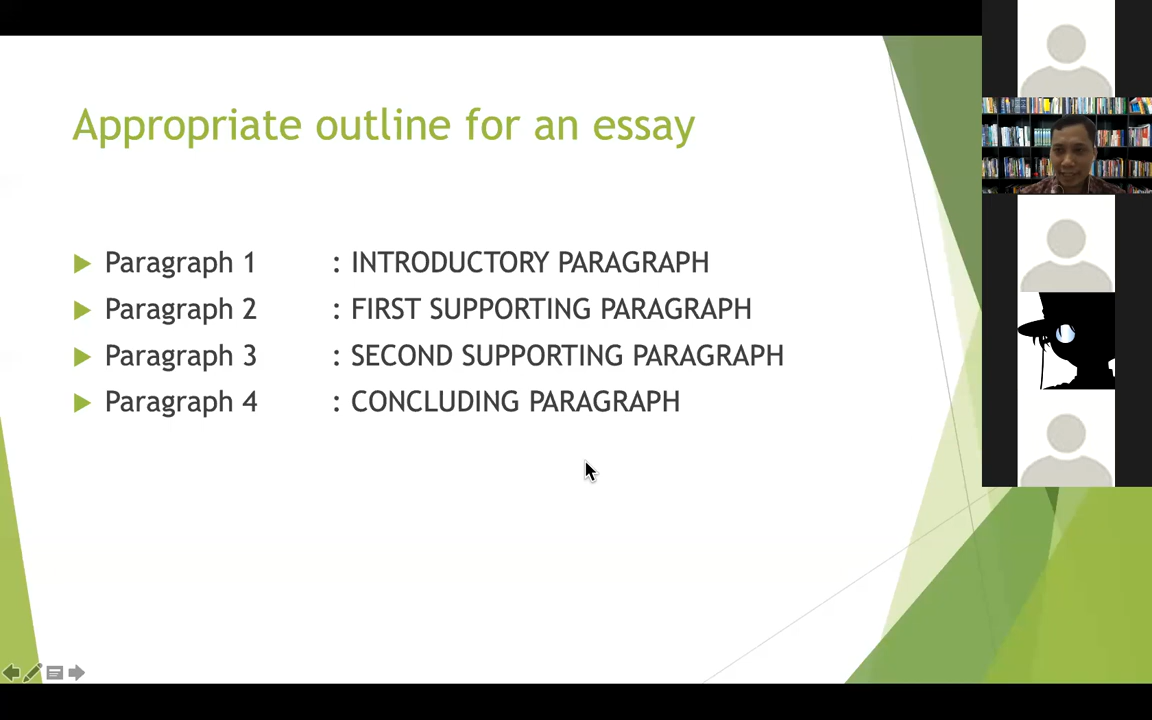 Appropriate outline for an essay
Paragraph 1 : INTRODUCTORY PARAGRAPH
Paragraph 2 : FIRST SUPPORTING PARAGRAPH
Paragraph 3 : SECOND SUPPORTING PARAGRAPH
Paragraph 4 : CONCLUDING PARAGRAPH